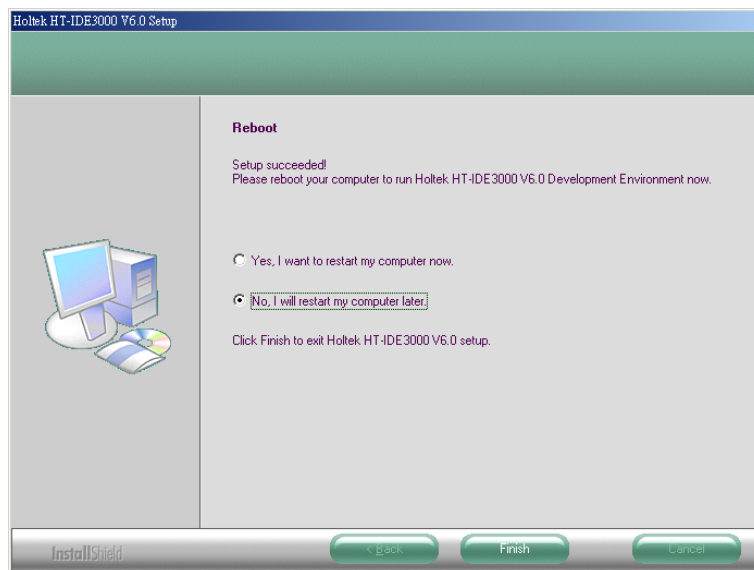 Holtek HT-IDE3000 V6.0 Setup
Reboot
Setup succeeded!
Please reboot your computer to run Holtek HT-IDE3000 V6.0 Development Environment now.
Yes, I want to restart my computer now.
No, I will restart my computer later.
Click Finish to exit Holtek HT-IDE3000 V6.0 setup.
InstallShield
< Back
Finish
Cancel